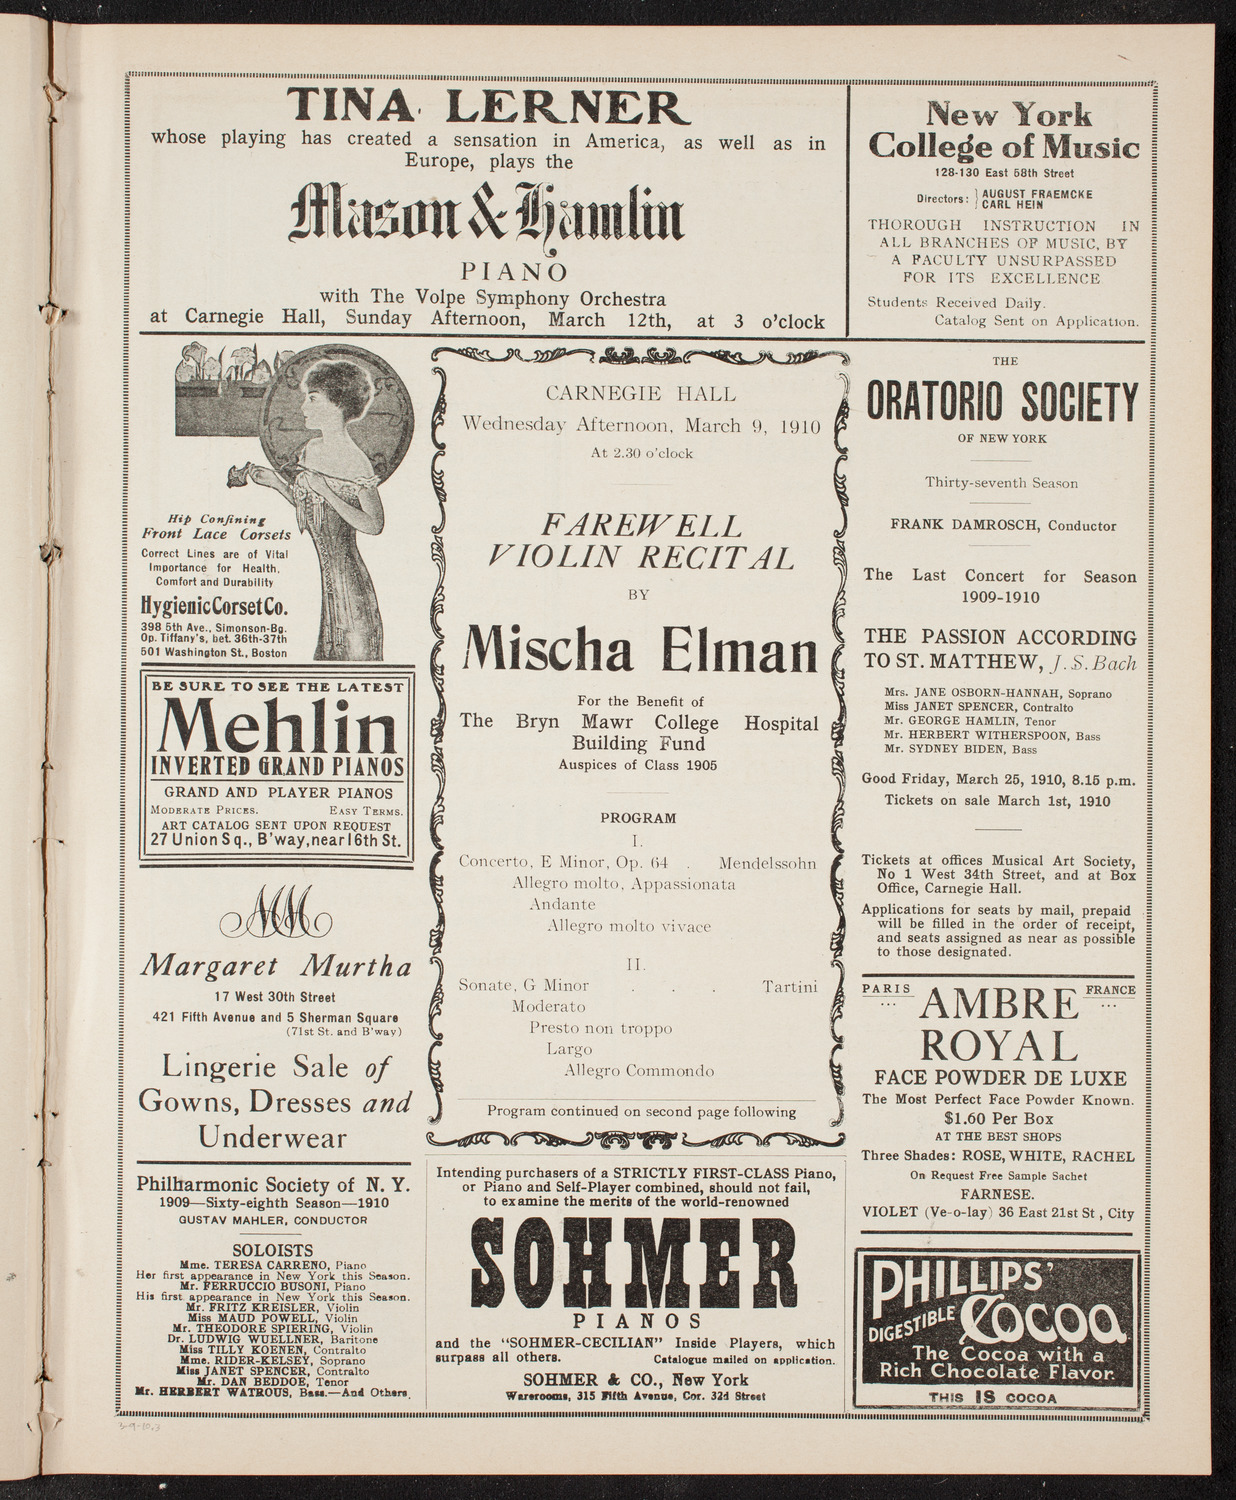 TINA LERNER
whose playing has created a sensation in America, as well as in
Europe, plays the
Mason & Hamlin
PIANO
with The Volpe Symphony Orchestra
at Carnegie Hall, Sunday Afternoon, March 12th, at 3 o'clock
New York
College of Music
128-130 East 58th Street
Directors: } AUGUST FRAEMCKE
CARL HEIN
THOROUGH INSTRUCTION IN
ALL BRANCHES OF MUSIC, BY
A FACULTY UNSURPASSED
FOR ITS EXCELLENCE
Students Received Daily.
Catalog Sent on Application.
Hip Confining
Front Lace Corsets
Correct Lines are of Vital
Importance for Health,
Comfort and Durability
Hygienic Corset Co.
398 5th Ave., Simonson-Bg.
Op. Tiffany's, bet. 36th-37th
501 Washington St., Boston
BE SURE TO SEE THE LATEST
Mehlin
INVERTED GRAND PIANOS
GRAND AND PLAYER PIANOS
MODERATE PRICES. EASY TERMS.
ART CATALOG SENT UPON REQUEST
27 Union Sq., B'way, near 16th St.
MM
Margaret Murtha
17 West 30th Street
421 Fifth Avenue and 5 Sherman Square
(71st St. and B'way)
Lingerie Sale of
Gowns, Dresses and
Underwear
Philharmonic Society of N. Y.
1909—Sixty-eighth Season—1910
GUSTAV MAHLER, CONDUCTOR
SOLOISTS
Mme. TERESA CARRENO, Piano
Her first appearance in New York this Season.
Mr. FERRUCCIO BUSONI, Piano
His first appearance in New York this Season.
Mr. FRITZ KREISLER, Violin
Miss MAUD POWELL, Violin
Mr. THEODORE SPIERING, Violin
Dr. LUDWIG WUELLNER, Baritone
Miss TILLY KOENEN, Contralto
Mme. RIDER-KELSEY, Soprano
Miss JANET SPENCER, Contralto
Mr. DAN BEDDOE, Tenor
Mr. HERBERT WATROUS, Bass.—And Others.
CARNEGIE HALL
Wednesday Afternoon, March 9, 1910
At 2.30 o'clock
FAREWELL
VIOLIN RECITAL
BY
Mischa Elman
For the Benefit of
The Bryn Mawr College Hospital
Building Fund
Auspices of Class 1905
PROGRAM
I.
Concerto, E Minor, Op. 64 . Mendelssohn
Allegro molto, Appassionata
Andante
Allegro molto vivace
II.
Sonate, G Minor . . . Tartini
Moderato
Presto non troppo
Largo
Allegro Commondo
Program continued on second page following
Intending purchasers of a STRICTLY FIRST-CLASS Piano,
or Piano and Self-Player combined, should not fail,
to examine the merits of the world-renowned
SOHMER
PIANOS
and the "SOHMER-CECILIAN" Inside Players, which
surpass all others. Catalogue mailed on application.
SOHMER & CO., New York
Warerooms, 315 Fifth Avenue, Cor. 32d Street
THE
ORATORIO SOCIETY
OF NEW YORK
Thirty-seventh Season
FRANK DAMROSCH, Conductor
The Last Concert for Season
1909-1910
THE PASSION ACCORDING
TO ST. MATTHEW, J. S. Bach
Mrs. JANE OSBORN-HANNAH, Soprano
Miss JANET SPENCER, Contralto
Mr. GEORGE HAMLIN, Tenor
Mr. HERBERT WITHERSPOON, Bass
Mr. SYDNEY BIDEN, Bass
Good Friday, March 25, 1910, 8.15 p.m.
Tickets on sale March 1st, 1910
Tickets at offices Musical Art Society,
No 1 West 34th Street, and at Box
Office, Carnegie Hall.
Applications for seats by mail, prepaid
will be filled in the order of receipt,
and seats assigned as near as possible
to those designated.
PARIS AMBRE FRANCE
ROYAL
FACE POWDER DE LUXE
The Most Perfect Face Powder Known.
$1.60 Per Box
AT THE BEST SHOPS
Three Shades: ROSE, WHITE, RACHEL
On Request Free Sample Sachet
FARNESE.
VIOLET (Ve-o-lay) 36 East 21st St, City
PHILLIPS'
DIGESTIBLE COCOA
The Cocoa with a
Rich Chocolate Flavor.
THIS IS COCOA
3-9-10.3